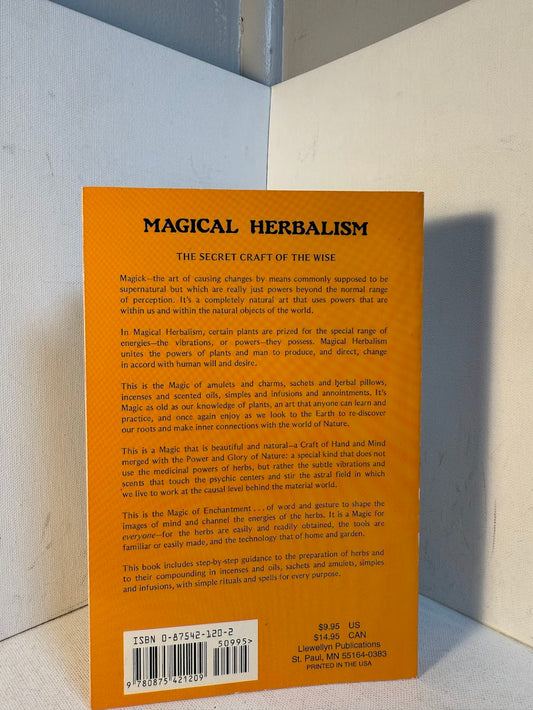 MAGICAL HERBALISM
THE SECRET CRAFT OF THE WISE
Magick—the art of causing changes by means commonly supposed to be
supernatural but which are really just powers beyond the normal range
of perception. It's a completely natural art that uses powers that are
within us and within the natural objects of the world.
In Magical Herbalism, certain plants are prized for the special range of
energies—the vibrations, or powers—they possess. Magical Herbalism
unites the powers of plants and man to produce, and direct, change
in accord with human will and desire.
This is the Magic of amulets and charms, sachets and herbal pillows,
incenses and scented oils, simples and infusions and annointments. It's
Magic as old as our knowledge of plants, an art that anyone can learn and
practice, and once again enjoy as we look to the Earth to re-discover
our roots and make inner connections with the world of Nature.
This is a Magic that is beautiful and natural—a Craft of Hand and Mind
merged with the Power and Glory of Nature: a special kind that does not
use the medicinal powers of herbs, but rather the subtle vibrations and
scents that touch the psychic centers and stir the astral field in which
we live to work at the causal level behind the material world.
This is the Magic of Enchantment . . . of word and gesture to shape the
images of mind and channel the energies of the herbs. It is a Magic for
everyone—for the herbs are easily and readily obtained, the tools are
familiar or easily made, and the technology that of home and garden.
This book includes step-by-step guidance to the preparation of herbs and
to their compounding in incenses and oils, sachets and amulets, simples
and infusions, with simple rituals and spells for every purpose.
ISBN 0-87542-120-2
50995>
9 780875 421209
$9.95 US
$14.95 CAN
Llewellyn Publications
St. Paul, MN 55164-0383
PRINTED IN THE USA